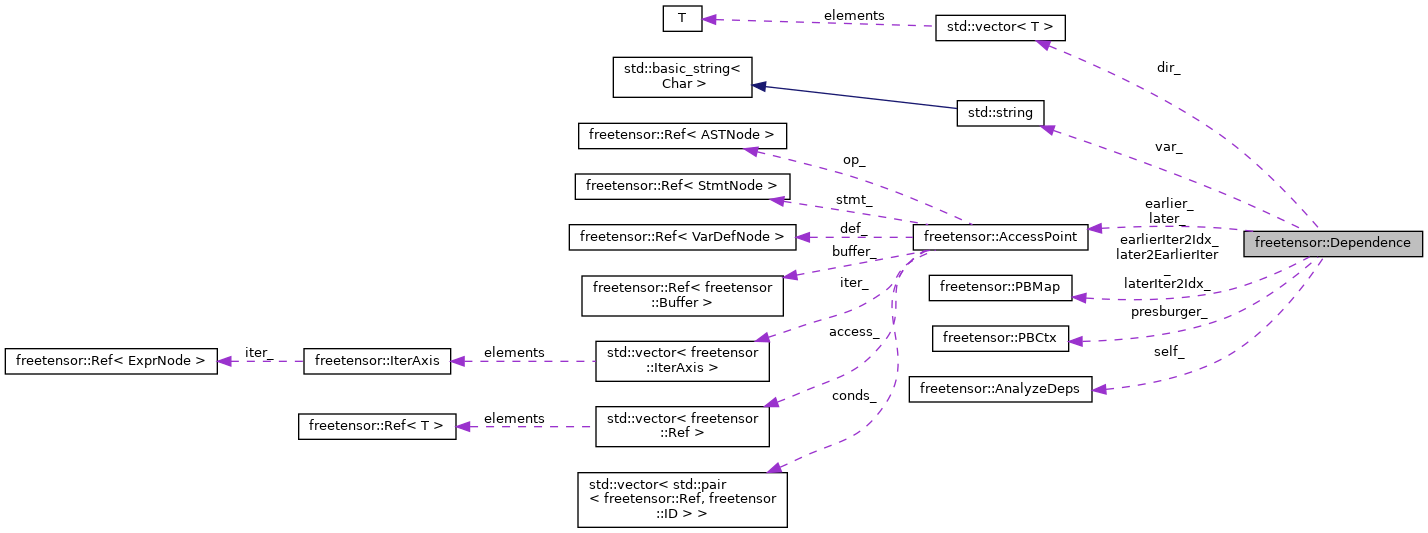 T
elements
std::vector< T >
dir_
std::basic_string<
Char >
std::string
var_
freetensor::Ref< ASTNode >
op_
freetensor::Ref< StmtNode >
stmt_
freetensor::Ref< VarDefNode >
def_
freetensor::AccessPoint
earlier_
later_
freetensor::Dependence
buffer_
freetensor::Ref< freetensor
::Buffer >
earlierIter2Idx_
later2EarlierIter
_
laterIter2Idx_
freetensor::PBMap
iter_
presburger_
freetensor::PBCtx
access_
freetensor::Ref< ExprNode >
iter_
freetensor::IterAxis
elements
std::vector< freetensor
::IterAxis >
self_
freetensor::AnalyzeDeps
conds_
freetensor::Ref< T >
elements
std::vector< freetensor
::Ref >
std::vector< std::pair
< freetensor::Ref, freetensor
::ID > >